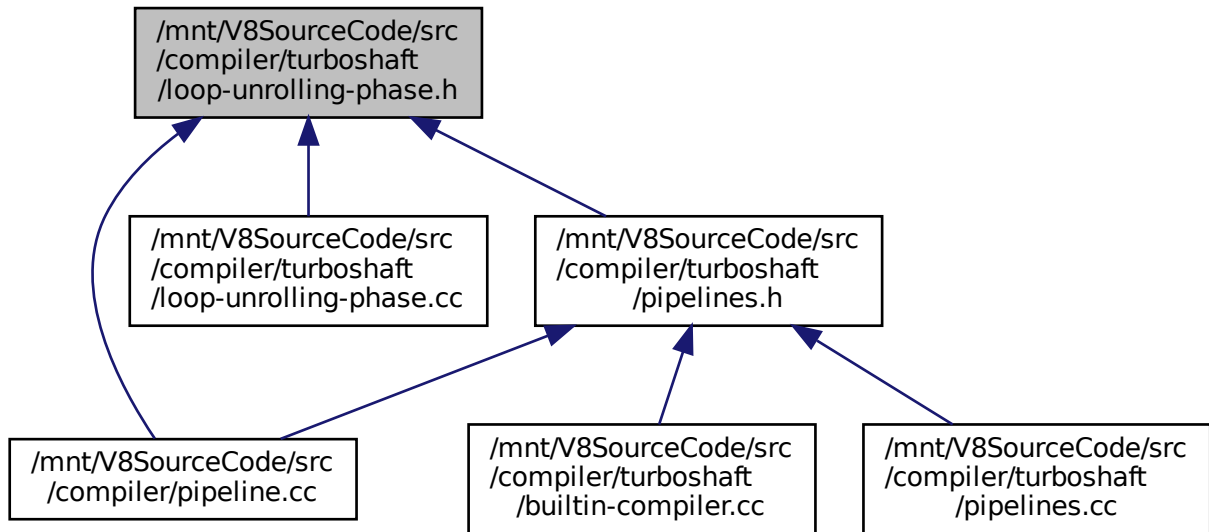 /mnt/V8SourceCode/src
/compiler/turboshaft
/loop-unrolling-phase.h
/mnt/V8SourceCode/src
/compiler/turboshaft
/loop-unrolling-phase.cc
/mnt/V8SourceCode/src
/compiler/turboshaft
/pipelines.h
/mnt/V8SourceCode/src
/compiler/pipeline.cc
/mnt/V8SourceCode/src
/compiler/turboshaft
/builtin-compiler.cc
/mnt/V8SourceCode/src
/compiler/turboshaft
/pipelines.cc